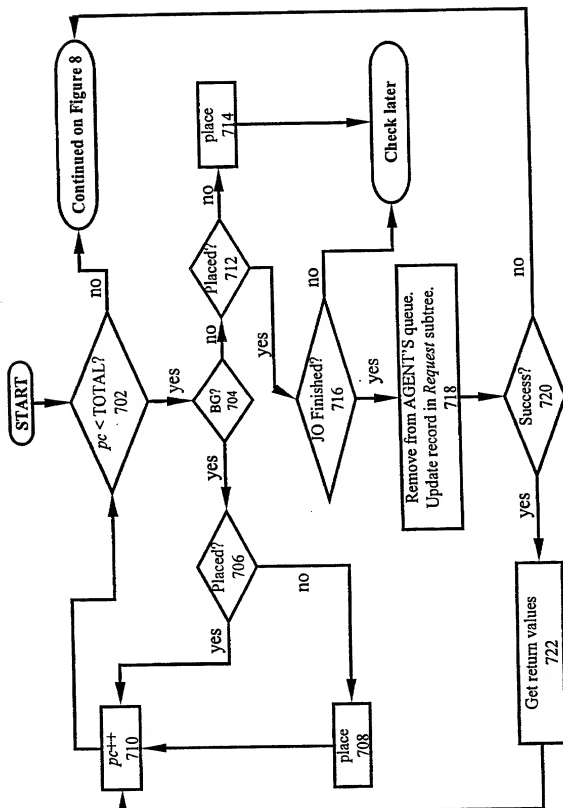 START
pc < TOTAL?
702
no
Continued on Figure 8
yes
BG?
704
no
yes
Placed?
712
no
place
714
yes
Placed?
706
yes
no
pc++
710
place
708
JO Finished?
716
no
Check later
yes
Remove from AGENT'S queue.
Update record in Request subtree.
718
Success?
720
no
yes
Get return values
722